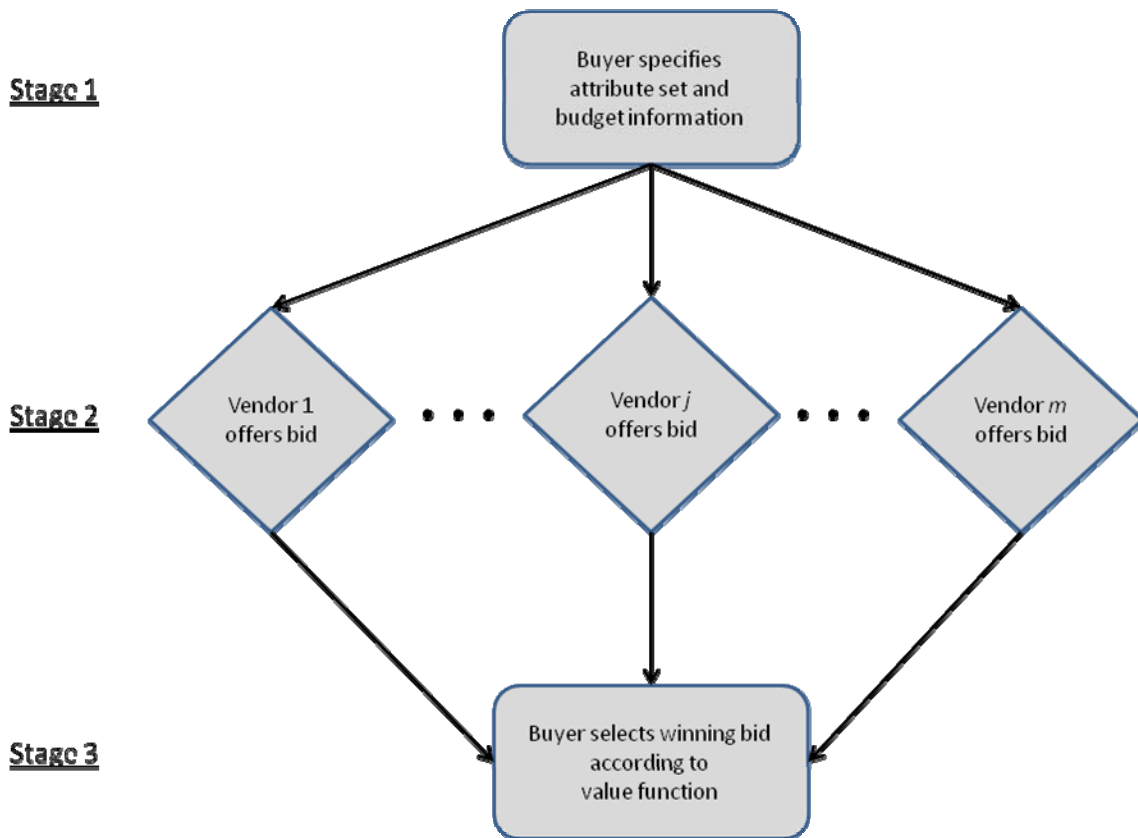 Stage 1
Buyer specifies
attribute set and
budget information
Stage 2
Vendor 1
offers bid
Vendor j
offers bid
Vendor m
offers bid
Stage 3
Buyer selects winning bid
according to
value function